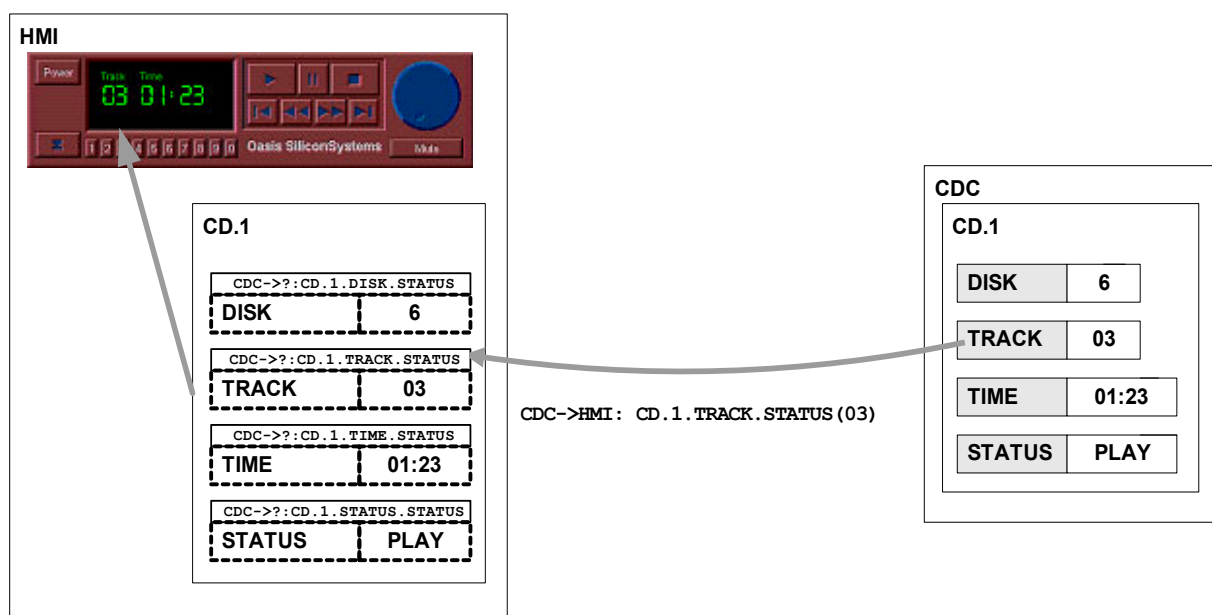 HMI
Power
Track Time
03 01:23
1 2 4 5 6 7 8 9 0
Oasis SiliconSystems
Mute
CD.1
CDC->?:CD.1.DISK.STATUS
DISK 6
CDC->?:CD.1.TRACK.STATUS
TRACK 03
CDC->?:CD.1.TIME.STATUS
TIME 01:23
CDC->?:CD.1.STATUS.STATUS
STATUS PLAY
CDC->HMI: CD.1.TRACK.STATUS(03)
CDC
CD.1
DISK 6
TRACK 03
TIME 01:23
STATUS PLAY